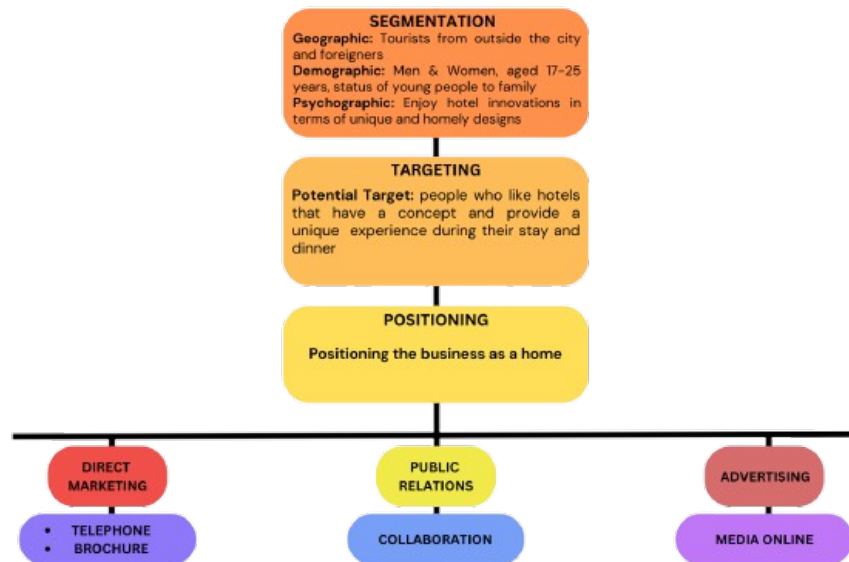 SEGMENTATION
Geographic: Tourists from outside the city
and foreigners
Demographic: Men & Women, aged 17-25
years, status of young people to family
Psychographic: Enjoy hotel innovations in
terms of unique and homely designs
TARGETING
Potential Target: people who like hotels
that have a concept and provide a
unique experience during their stay and
dinner
POSITIONING
Positioning the business as a home
DIRECT
MARKETING
• TELEPHONE
• BROCHURE
PUBLIC
RELATIONS
COLLABORATION
ADVERTISING
MEDIA ONLINE